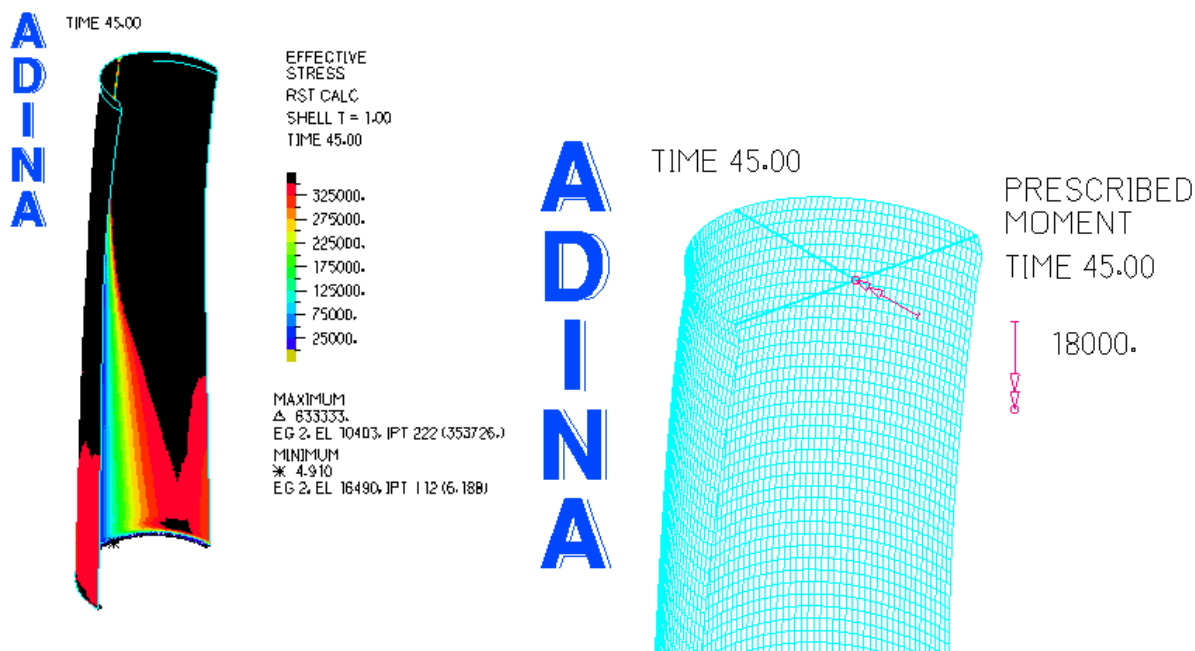 ADINA
TIME 45.00
EFFECTIVE
STRESS
RST CALC
SHELL T = 1.00
TIME 45.00
325000.
275000.
225000.
175000.
125000.
75000.
25000.
MAXIMUM
Δ 633333.
EG 2, EL 10403, IPT 222 (353726.)
MINIMUM
✳ 4.910
EG 2, EL 16490, IPT 112 (6.188)
ADINA
TIME 45.00
PRESCRIBED
MOMENT
TIME 45.00
18000.